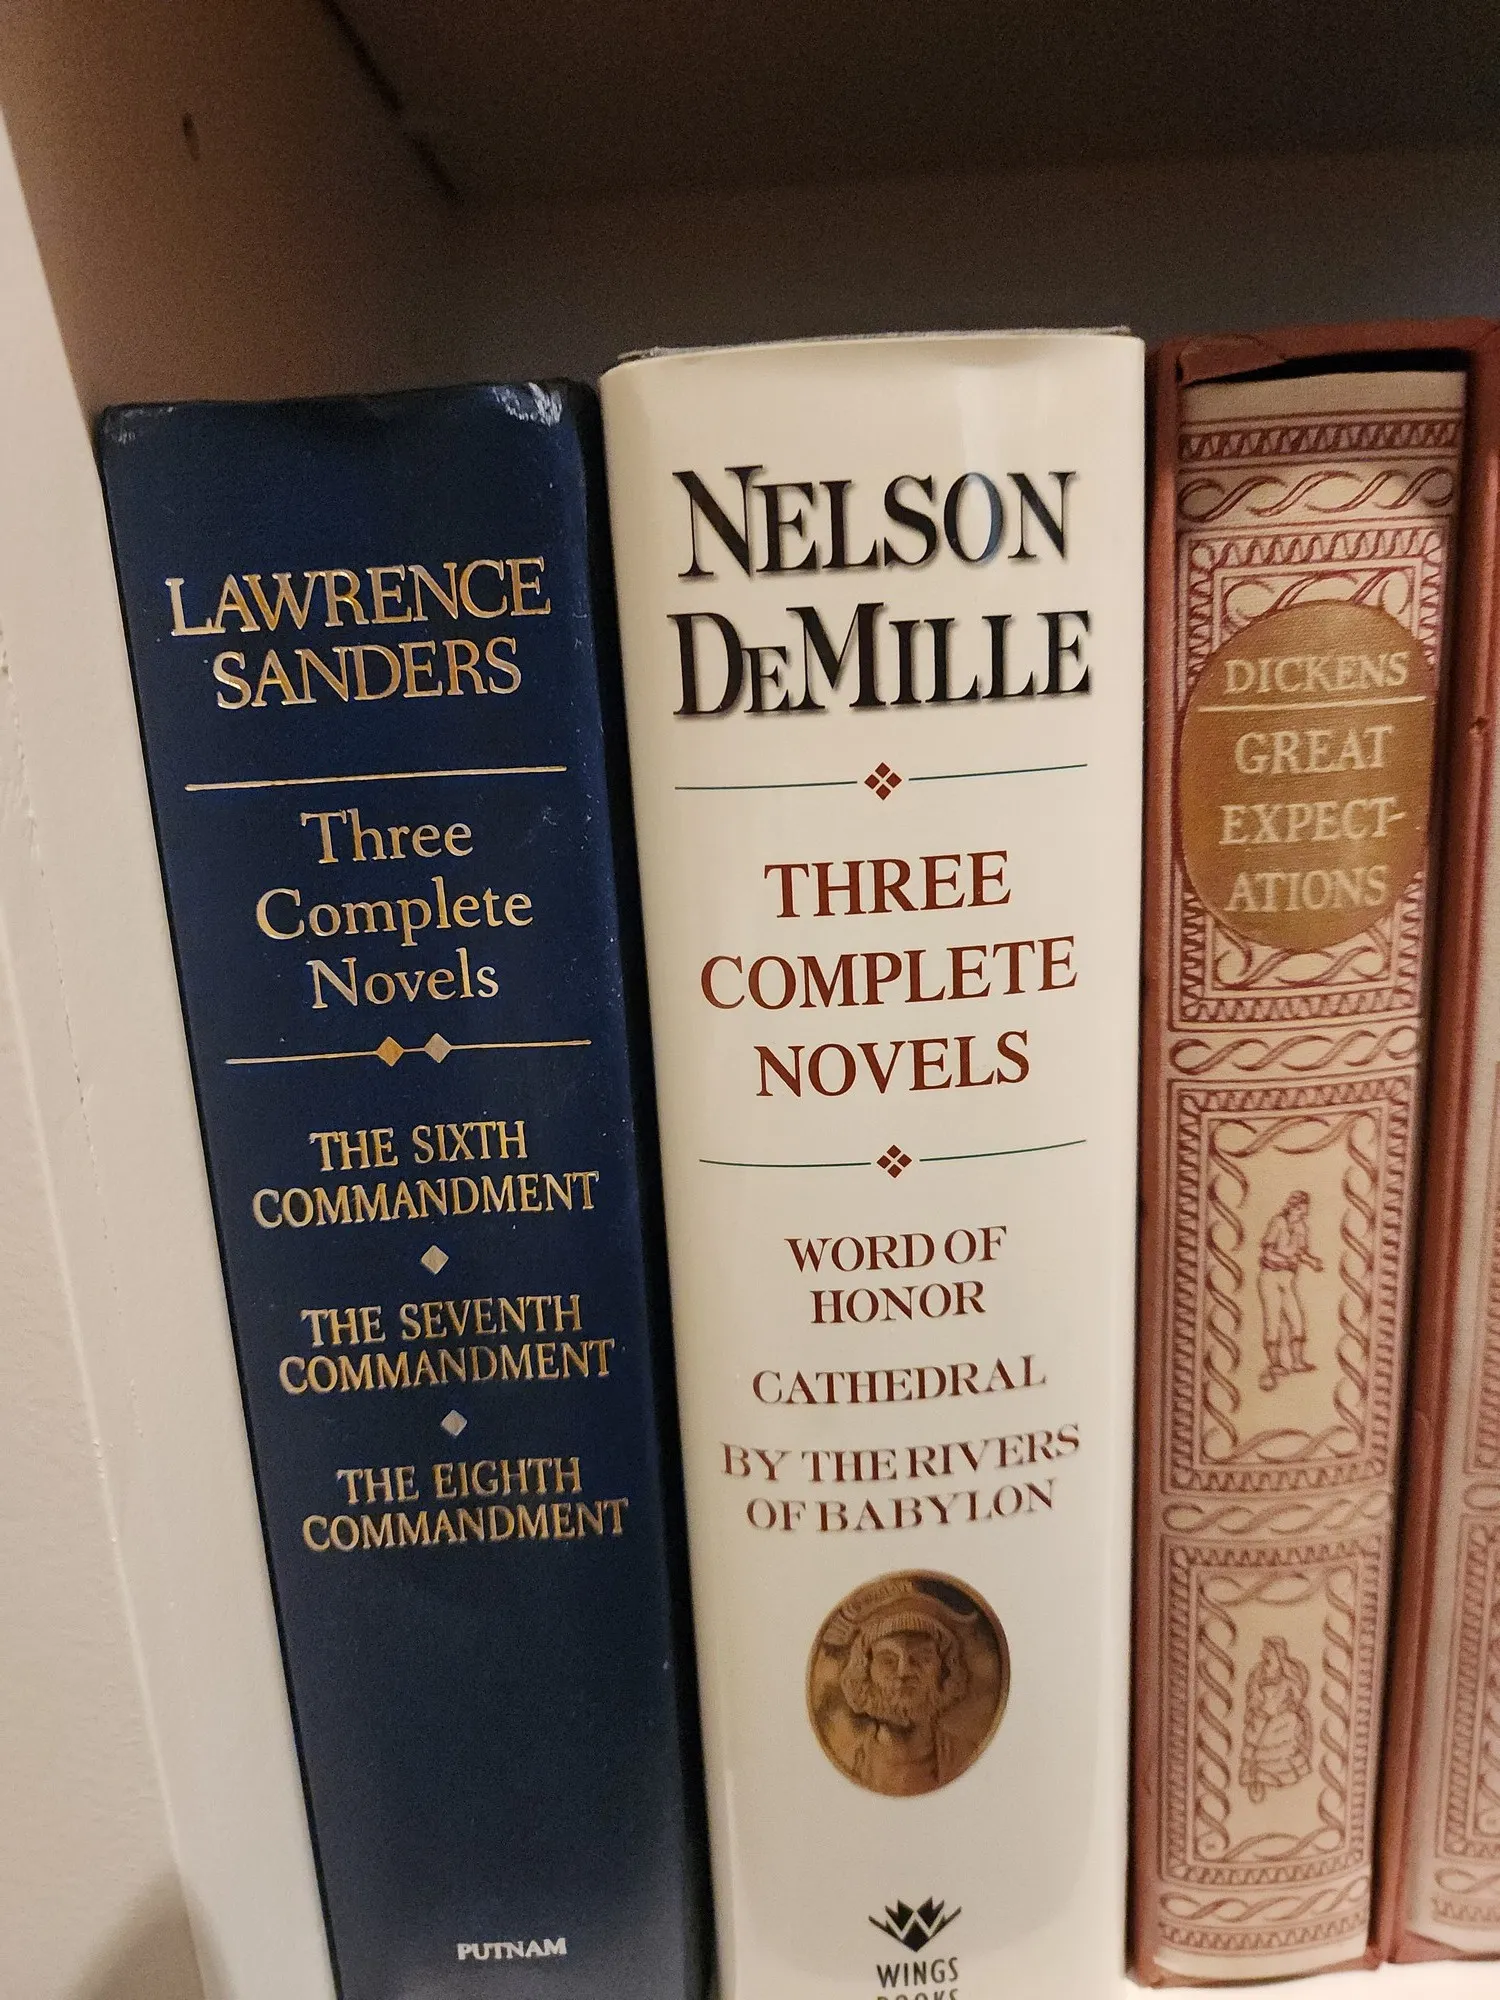 LAWRENCE
SANDERS
Three
Complete
Novels
THE SIXTH
COMMANDMENT
THE SEVENTH
COMMANDMENT
THE EIGHTH
COMMANDMENT
PUTNAM
NELSON
DEMILLE
THREE
COMPLETE
NOVELS
WORD OF
HONOR
CATHEDRAL
BY THE RIVERS
OF BABYLON
WINGS
BOOKS
DICKENS
GREAT
EXPECT-
ATIONS